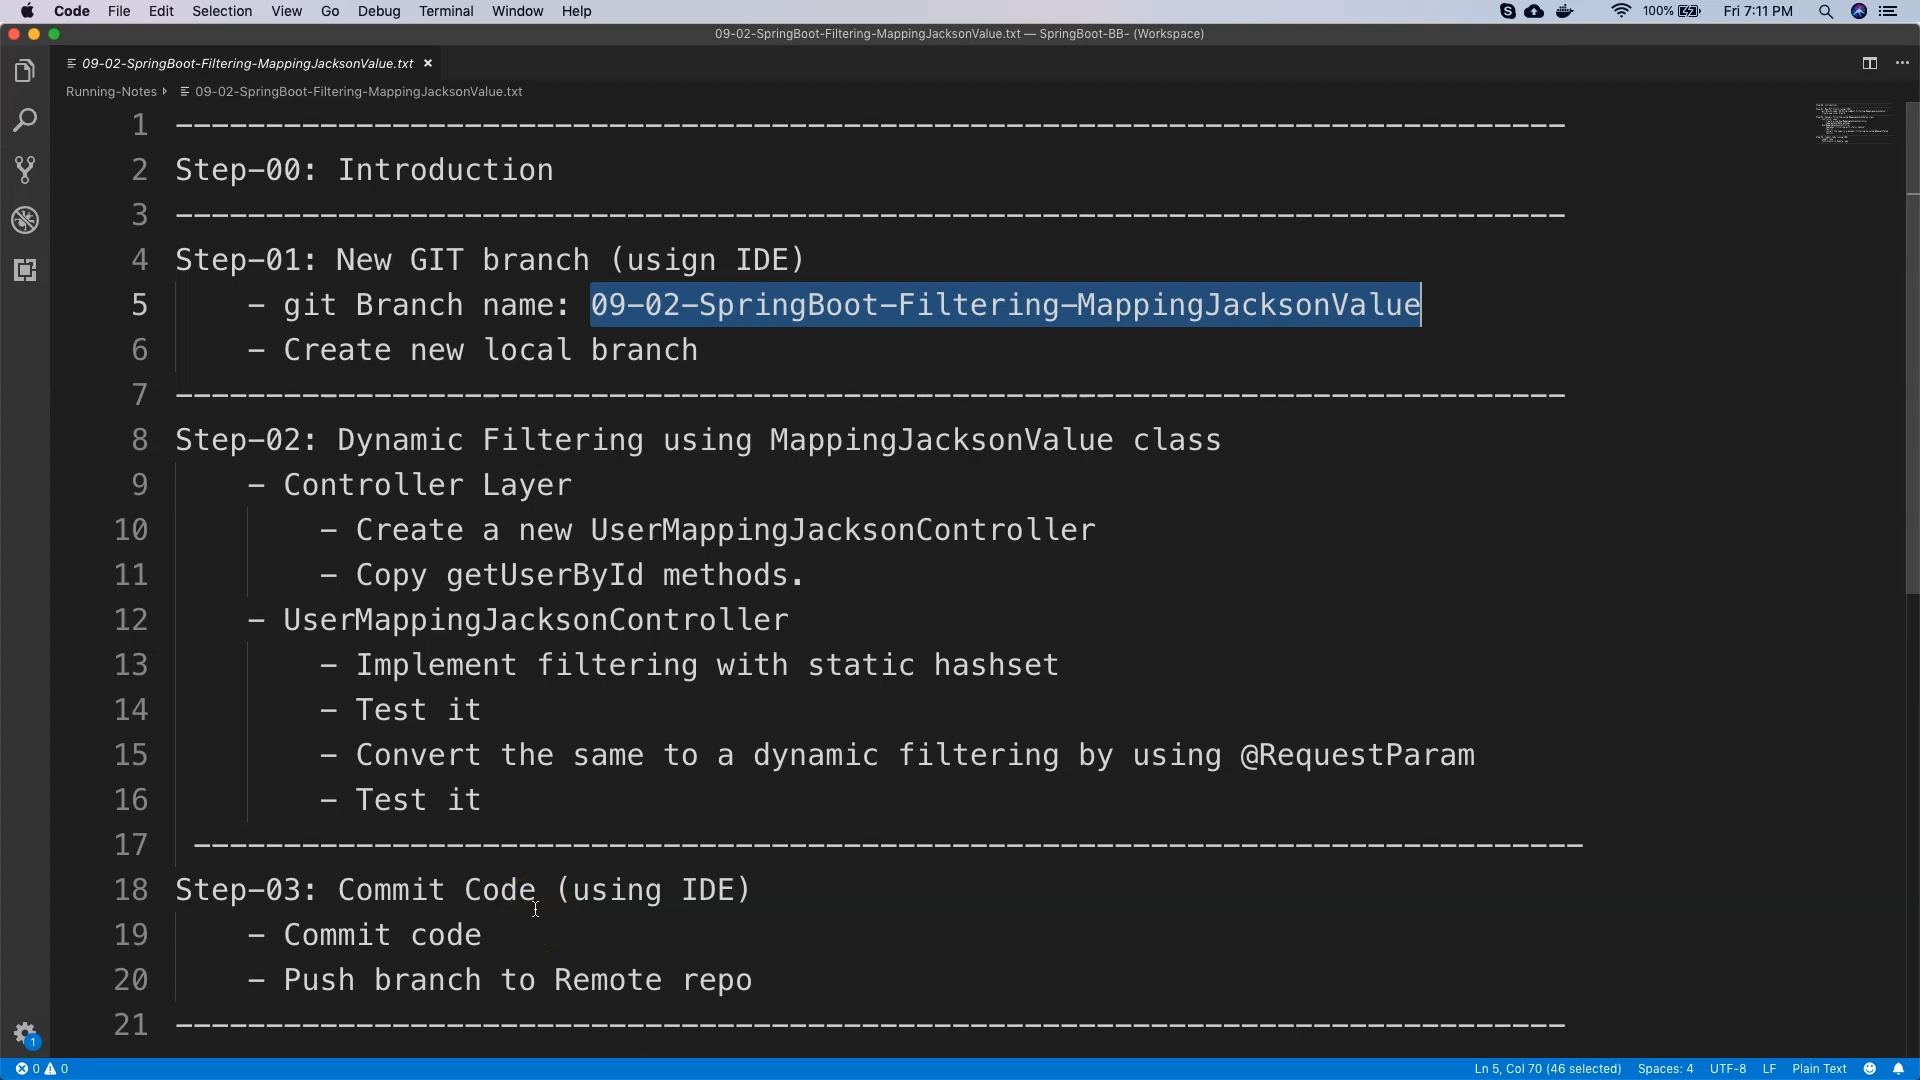 Code File Edit Selection View Go Debug Terminal Window Help 100% Fri 7:11 PM
09-02-SpringBoot-Filtering-MappingJacksonValue.txt — SpringBoot-BB- (Workspace)
09-02-SpringBoot-Filtering-MappingJacksonValue.txt
Running-Notes 09-02-SpringBoot-Filtering-MappingJacksonValue.txt
1 -----------------------------------------------------------------------------
2 Step-00: Introduction
3 -----------------------------------------------------------------------------
4 Step-01: New GIT branch (usign IDE)
5 - git Branch name: 09-02-SpringBoot-Filtering-MappingJacksonValue
6 - Create new local branch
7 -----------------------------------------------------------------------------
8 Step-02: Dynamic Filtering using MappingJacksonValue class
9 - Controller Layer
10 - Create a new UserMappingJacksonController
11 - Copy getUserById methods.
12 - UserMappingJacksonController
13 - Implement filtering with static hashset
14 - Test it
15 - Convert the same to a dynamic filtering by using @RequestParam
16 - Test it
17 -----------------------------------------------------------------------------
18 Step-03: Commit Code (using IDE)
19 - Commit code
20 - Push branch to Remote repo
21 -----------------------------------------------------------------------------
1
0 0 Ln 5, Col 70 (46 selected) Spaces: 4 UTF-8 LF Plain Text